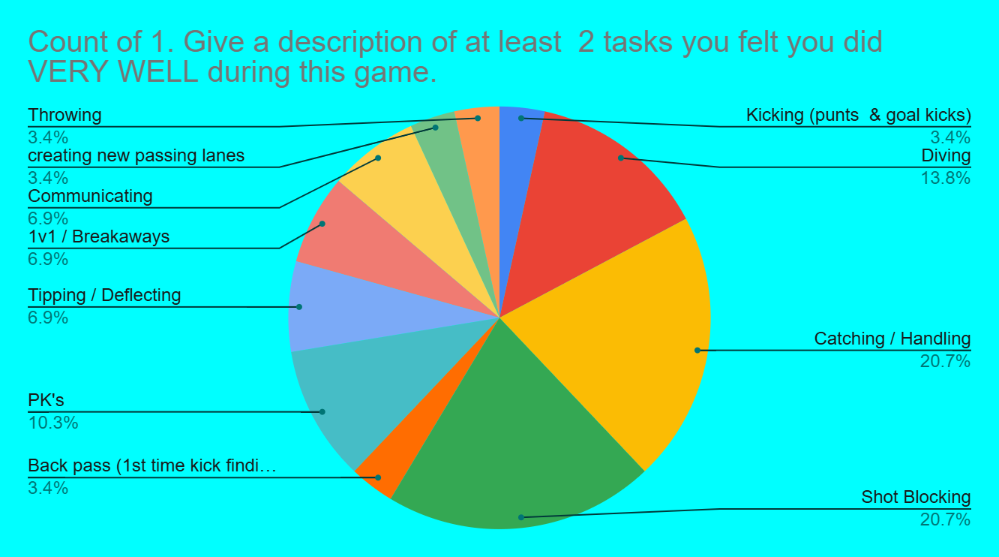 Count of 1. Give a description of at least  2 tasks you felt you did
VERY WELL during this game.
Throwing
3.4%
creating new passing lanes
3.4%
Communicating
6.9%
1v1 / Breakaways
6.9%
Tipping / Deflecting
6.9%
PK's
10.3%
Back pass (1st time kick findi…
3.4%
Kicking (punts  & goal kicks)
3.4%
Diving
13.8%
Catching / Handling
20.7%
Shot Blocking
20.7%